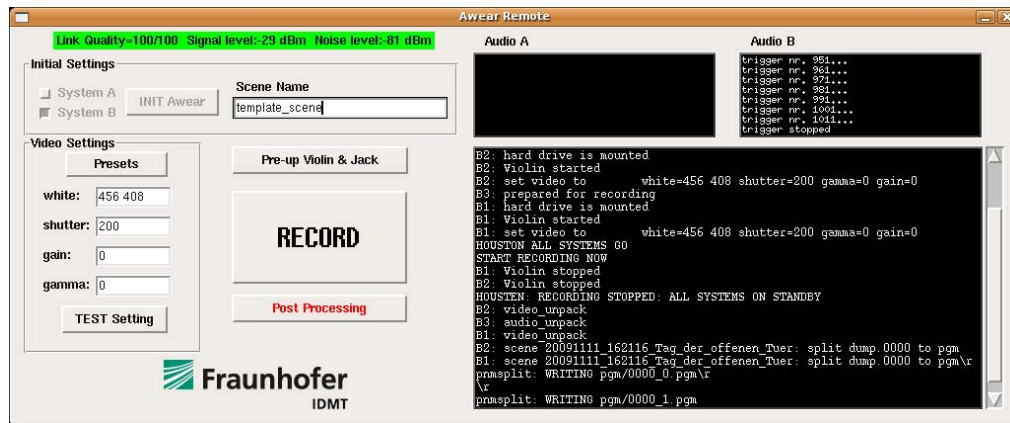 Awear Remote
Link Quality=100/100 Signal level:-29 dBm Noise level:-81 dBm
Initial Settings
System A
System B
INIT Awear
Scene Name
template_scene
Video Settings
Presets
white: 456 408
shutter: 200
gain: 0
gamma: 0
TEST Setting
Pre-up Violin & Jack
RECORD
Post Processing
Fraunhofer
IDMT
Audio A
Audio B
trigger nr. 951...
trigger nr. 961...
trigger nr. 971...
trigger nr. 981...
trigger nr. 991...
trigger nr. 1001...
trigger nr. 1011...
trigger stopped
B2: hard drive is mounted
B2: Violin started
B2: set video to white=456 408 shutter=200 gamma=0 gain=0
B3: prepared for recording
B1: hard drive is mounted
B1: Violin started
B1: set video to white=456 408 shutter=200 gamma=0 gain=0
HOUSTON ALL SYSTEMS GO
START RECORDING NOW
B1: Violin stopped
B2: Violin stopped
HOUSTEN: RECORDING STOPPED: ALL SYSTEMS ON STANDBY
B2: video_unpack
B3: audio_unpack
B1: video_unpack
B2: scene 20091111_162116_Tag_der_offenen_Tuer: split dump.0000 to pgm
B1: scene 20091111_162116_Tag_der_offenen_Tuer: split dump.0000 to pgm\r
pnmsplit: WRITING pgm/0000_0.pgm\r
\r
pnmsplit: WRITING pgm/0000_1.pgm